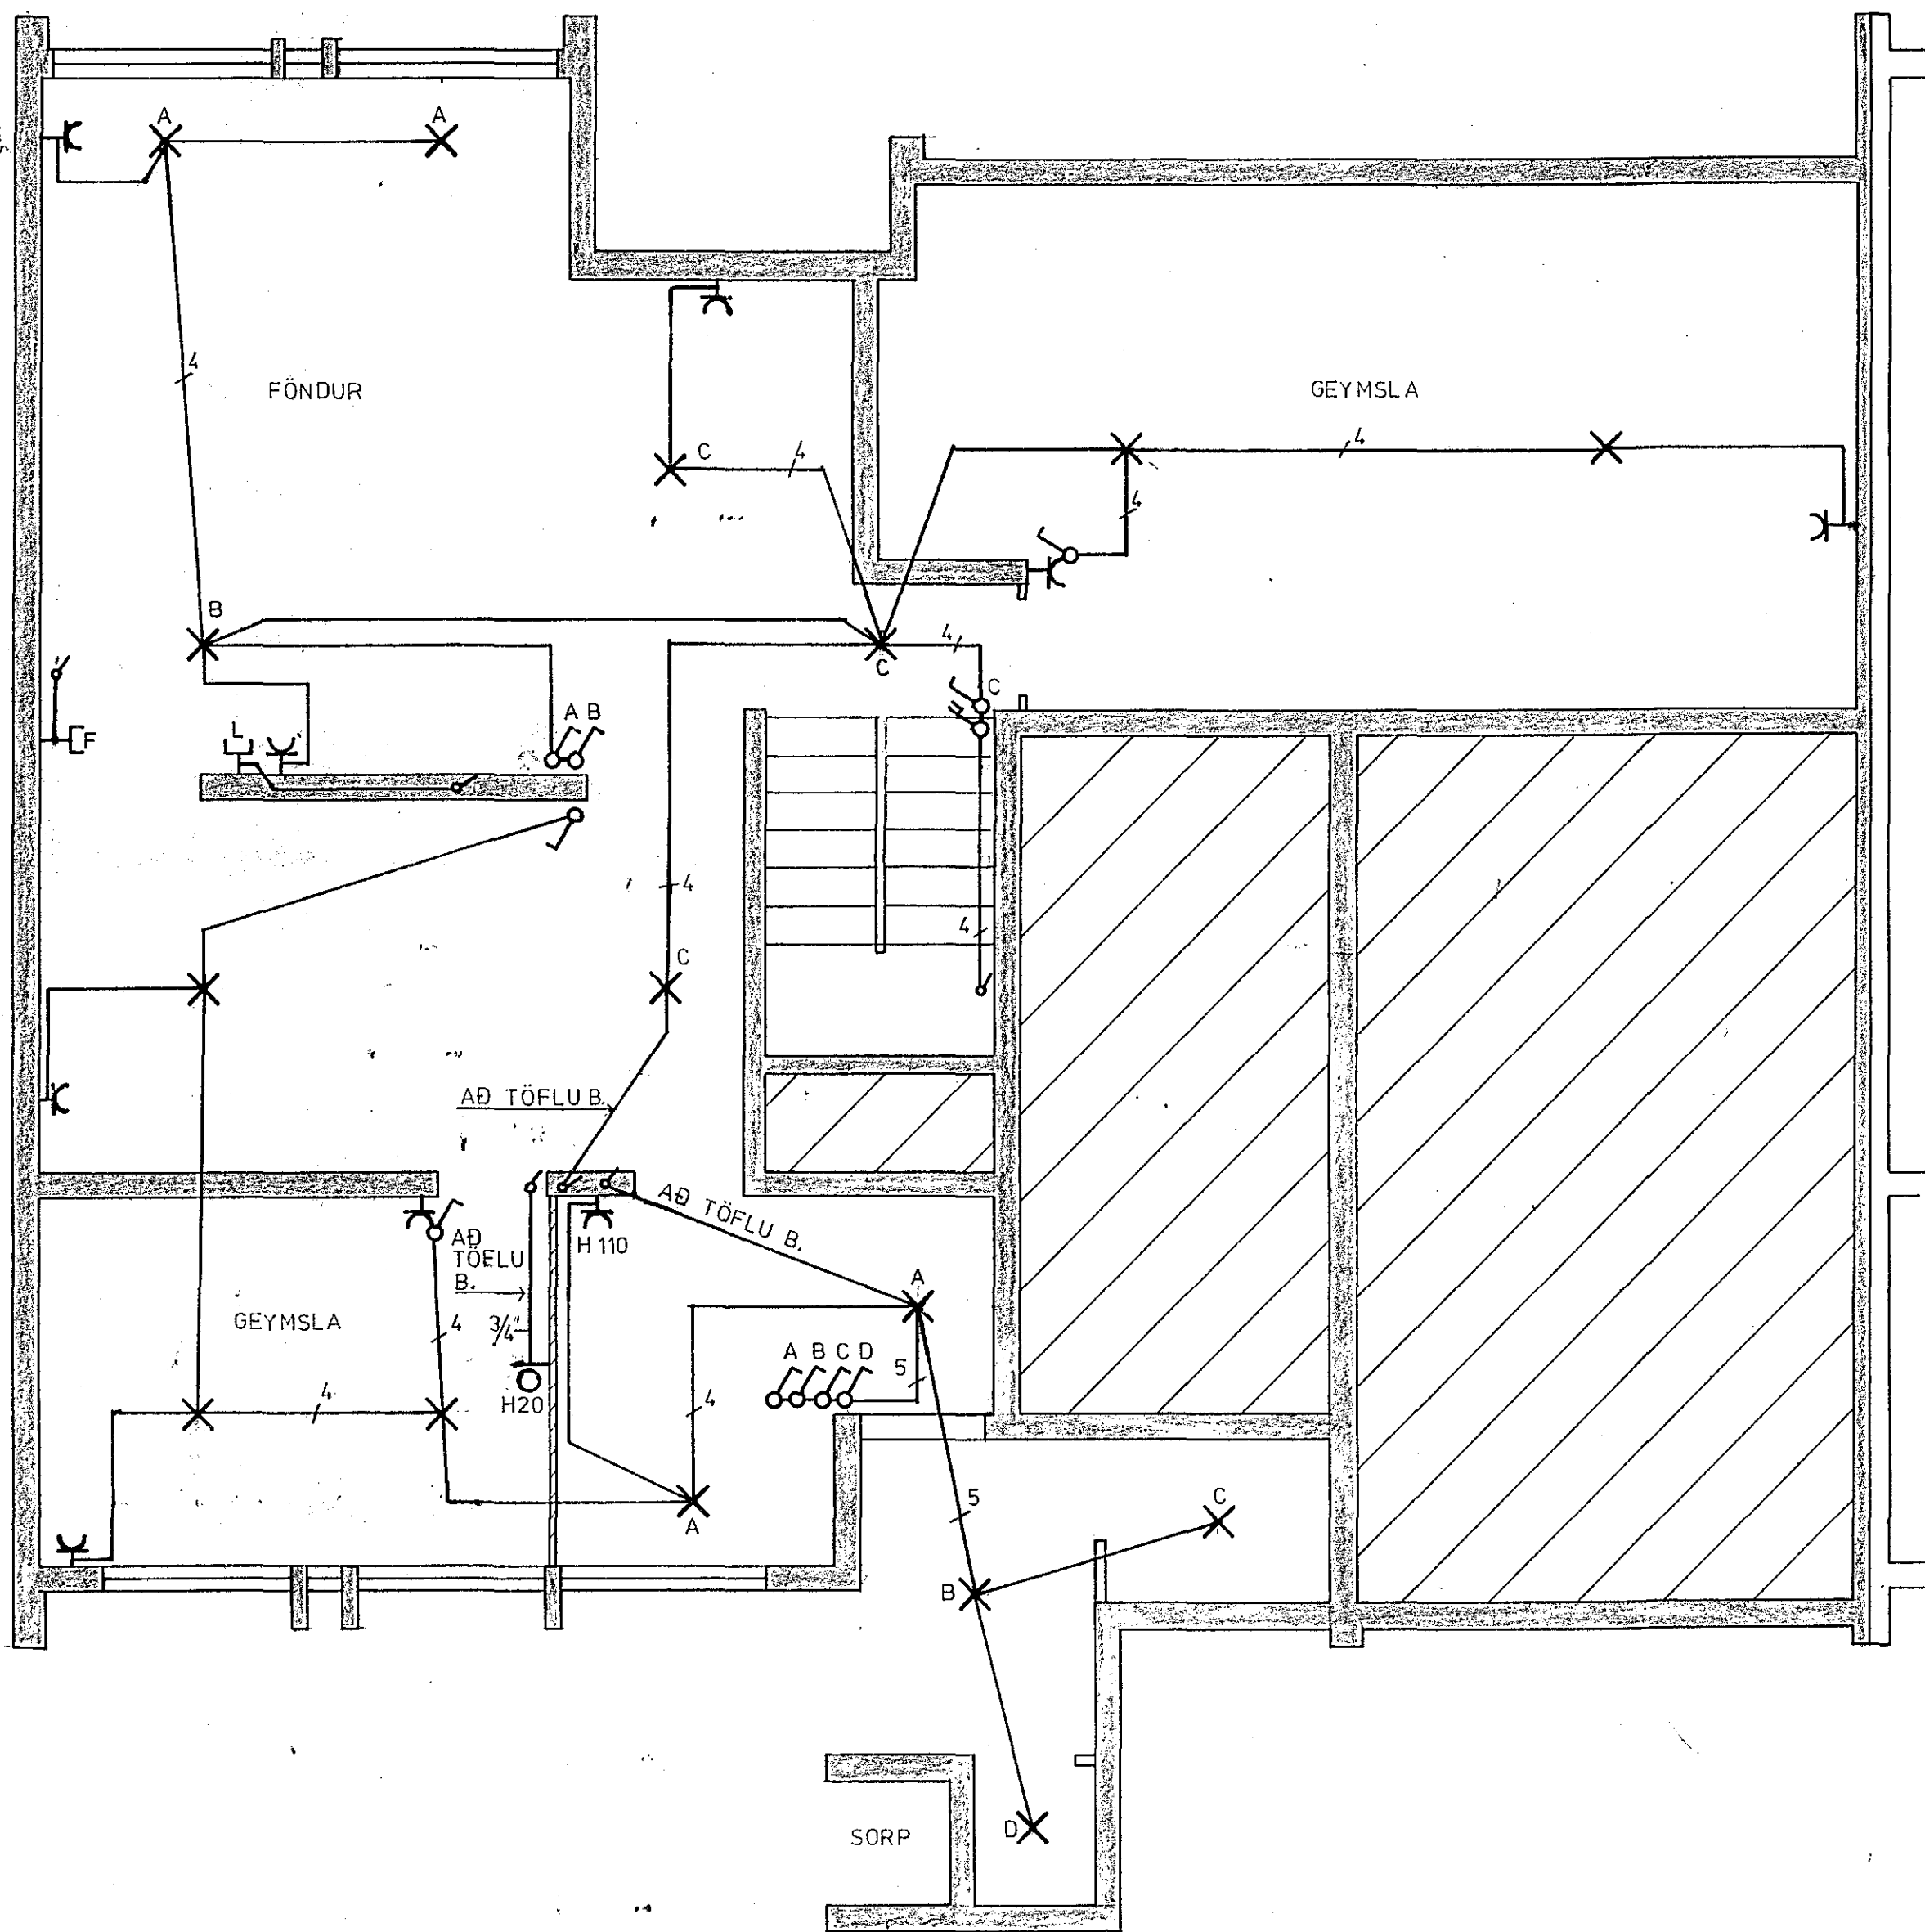 A A
4
FÖNDUR
GEYMSLA
C
4
4
4
B
4
C
C
A B
L
F
4
4
C
AÐ TÖFLU B.
AÐ TÖFLU B.
H 110
AÐ
TÖFLU
B.
3/4"
H20
GEYMSLA
4
4
A
A B C D
5
4
A
5
C
B
D
SORP